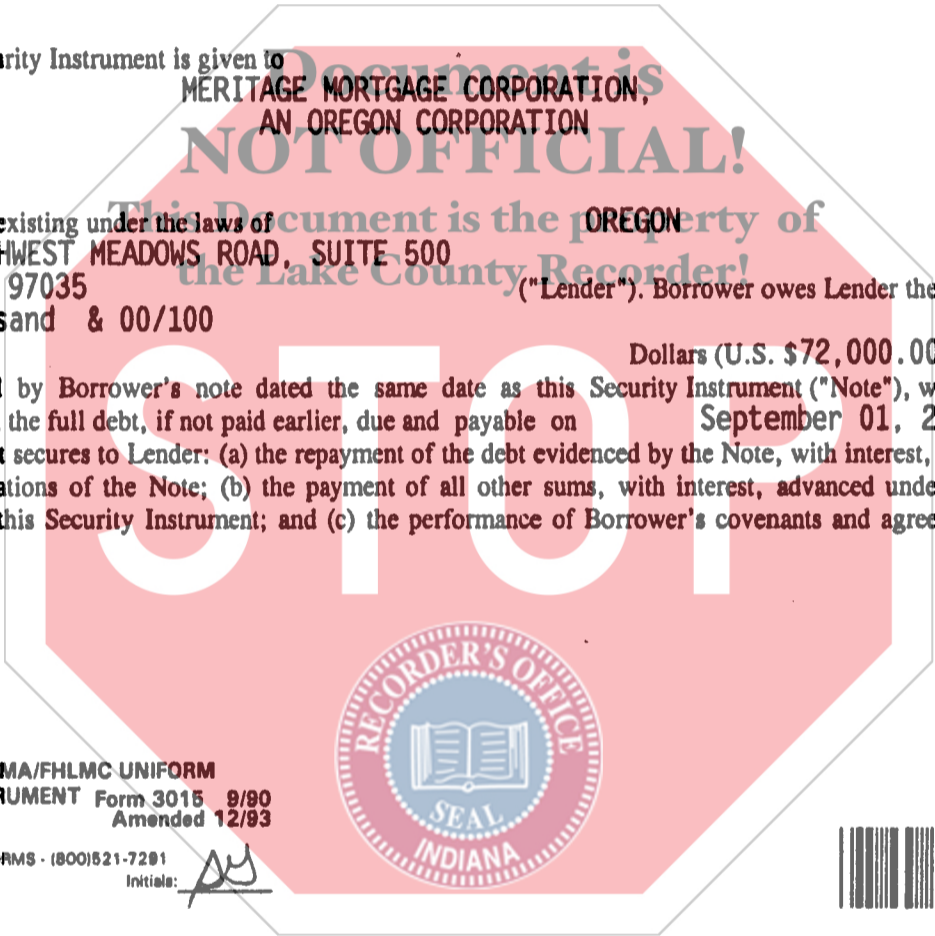 rity Instrument is given to
Document is
MERITAGE MORTGAGE CORPORATION,
AN OREGON CORPORATION
NOT OFFICIAL!
existing under the laws of OREGON
This Document is the property of
HWEST MEADOWS ROAD, SUITE 500
the Lake County Recorder!
97035 ("Lender"). Borrower owes Lender the
sand & 00/100
Dollars (U.S. $72,000.00
by Borrower's note dated the same date as this Security Instrument ("Note"), w
the full debt, if not paid earlier, due and payable on September 01, 2
secures to Lender: (a) the repayment of the debt evidenced by the Note, with interest,
ations of the Note; (b) the payment of all other sums, with interest, advanced unde
this Security Instrument; and (c) the performance of Borrower's covenants and agree
STOP
RECORDER'S OFFICE
SEAL
INDIANA
MA/FHLMC UNIFORM
RUMENT Form 3015 9/90
Amended 12/93
RMS - (800)521-7291
Initials: